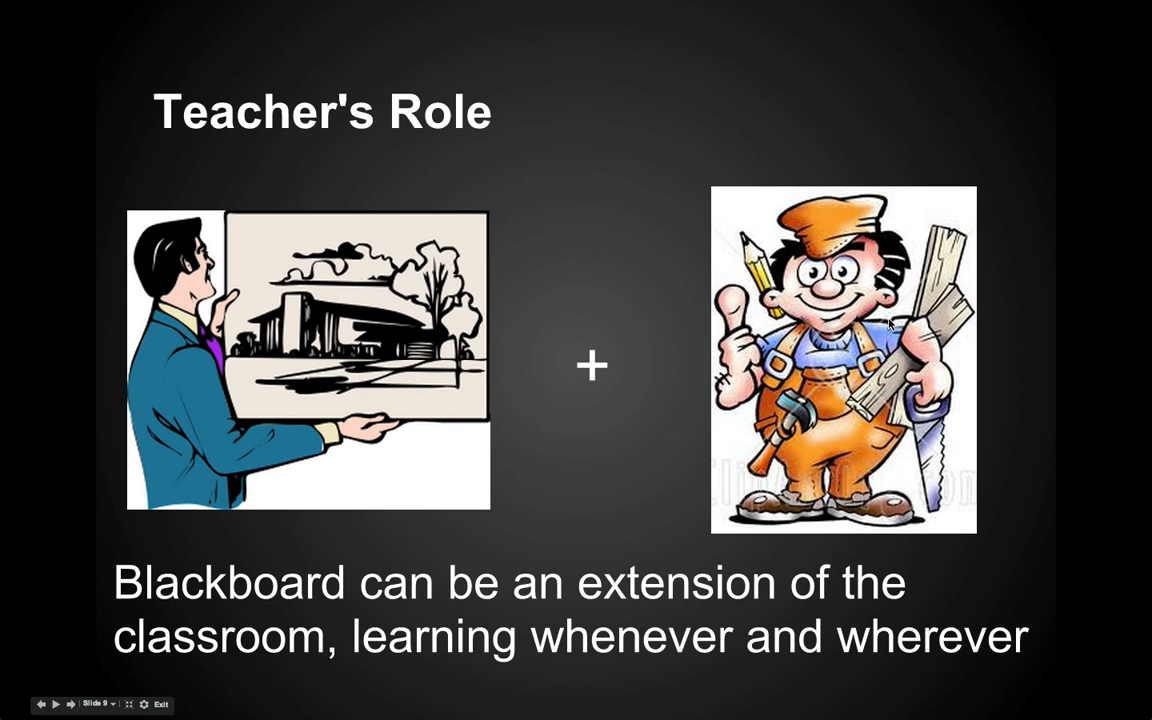 Teacher's Role
+
Blackboard can be an extension of the
classroom, learning whenever and wherever
Slide 9
Exit